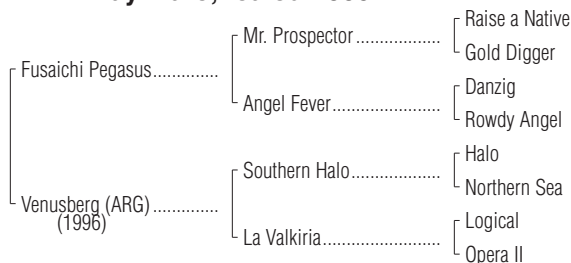 Raise a Native
Mr. Prospector....................
Gold Digger
Fusaichi Pegasus..............
Danzig
Angel Fever.........................
Rowdy Angel
Halo
Southern Halo.....................
Northern Sea
Venusberg (ARG)..............
(1996)
Logical
La Valkiria...........................
Opera II